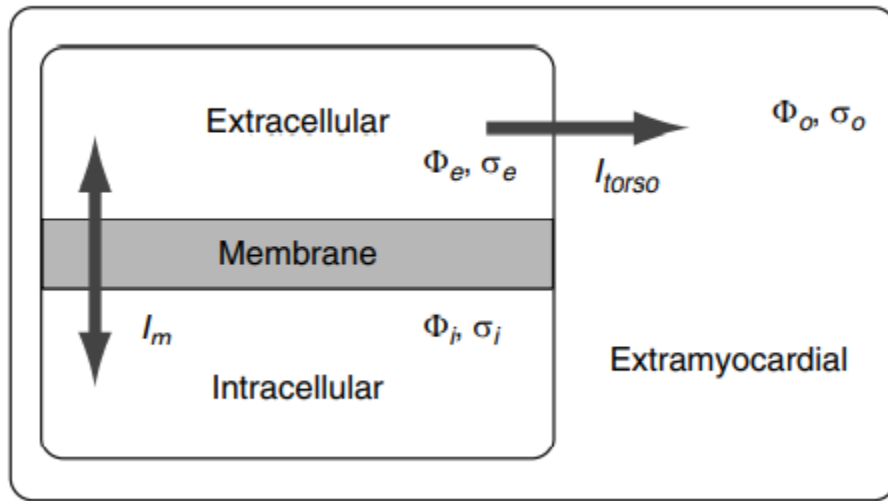 Extracellular
Φe, σe
Itorso
Φo, σo
Membrane
Im
Φi, σi
Intracellular
Extramyocardial